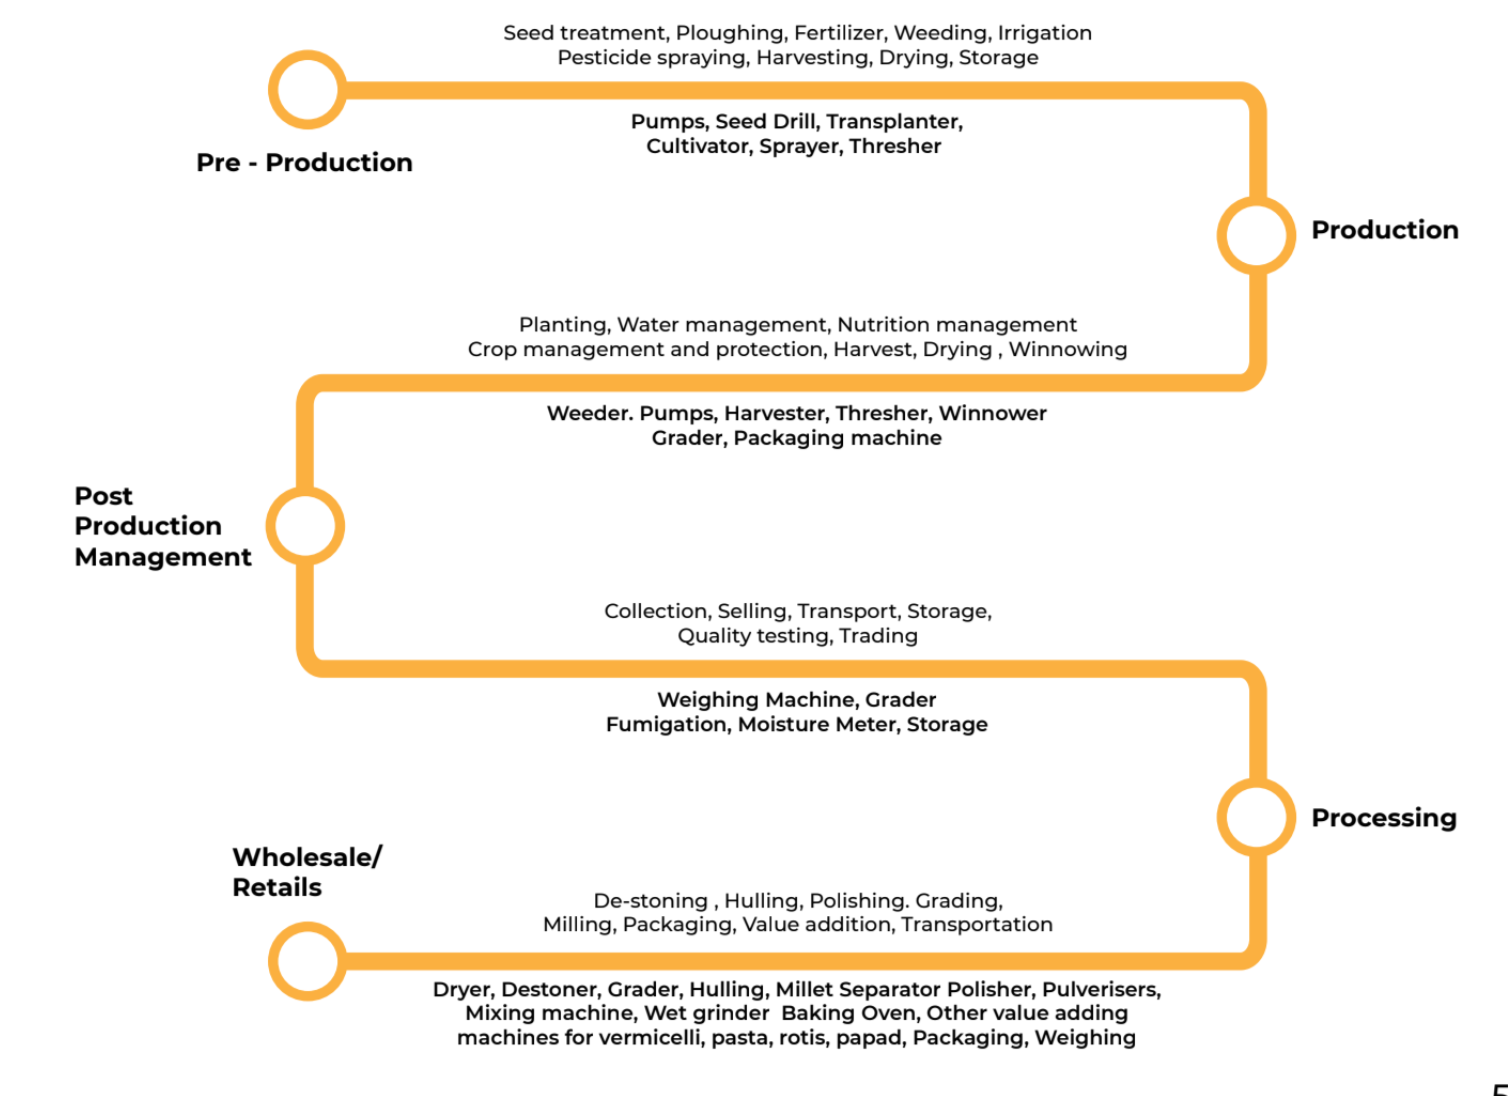 Seed treatment, Ploughing, Fertilizer, Weeding, Irrigation
Pesticide spraying, Harvesting, Drying, Storage
Pumps, Seed Drill, Transplanter,
Cultivator, Sprayer, Thresher
Pre - Production
Production
Planting, Water management, Nutrition management
Crop management and protection, Harvest, Drying , Winnowing
Weeder. Pumps, Harvester, Thresher, Winnower
Grader, Packaging machine
Post
Production
Management
Collection, Selling, Transport, Storage,
Quality testing, Trading
Weighing Machine, Grader
Fumigation, Moisture Meter, Storage
Processing
Wholesale/
Retails
De-stoning , Hulling, Polishing. Grading,
Milling, Packaging, Value addition, Transportation
Dryer, Destoner, Grader, Hulling, Millet Separator Polisher, Pulverisers,
Mixing machine, Wet grinder  Baking Oven, Other value adding
machines for vermicelli, pasta, rotis, papad, Packaging, Weighing